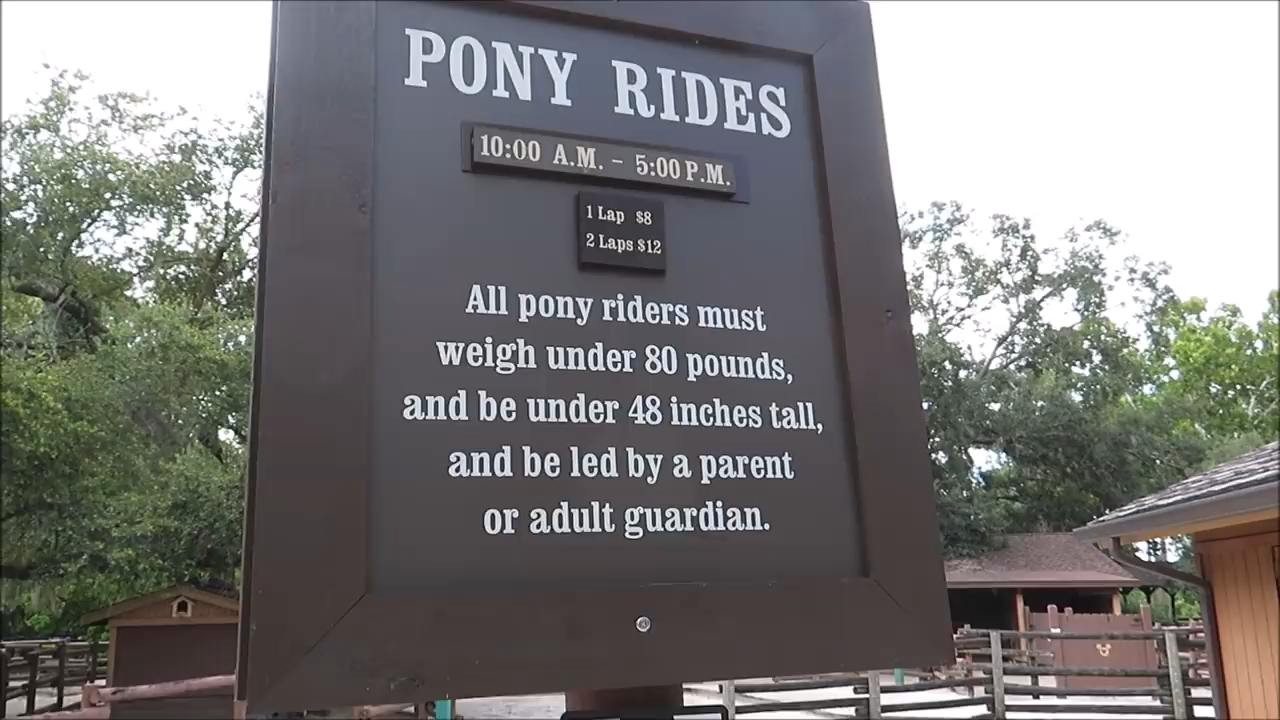 PONY RIDES
10:00 A.M. – 5:00 P.M.
1 Lap $8
2 Laps $12
All pony riders must
weigh under 80 pounds,
and be under 48 inches tall,
and be led by a parent
or adult guardian.